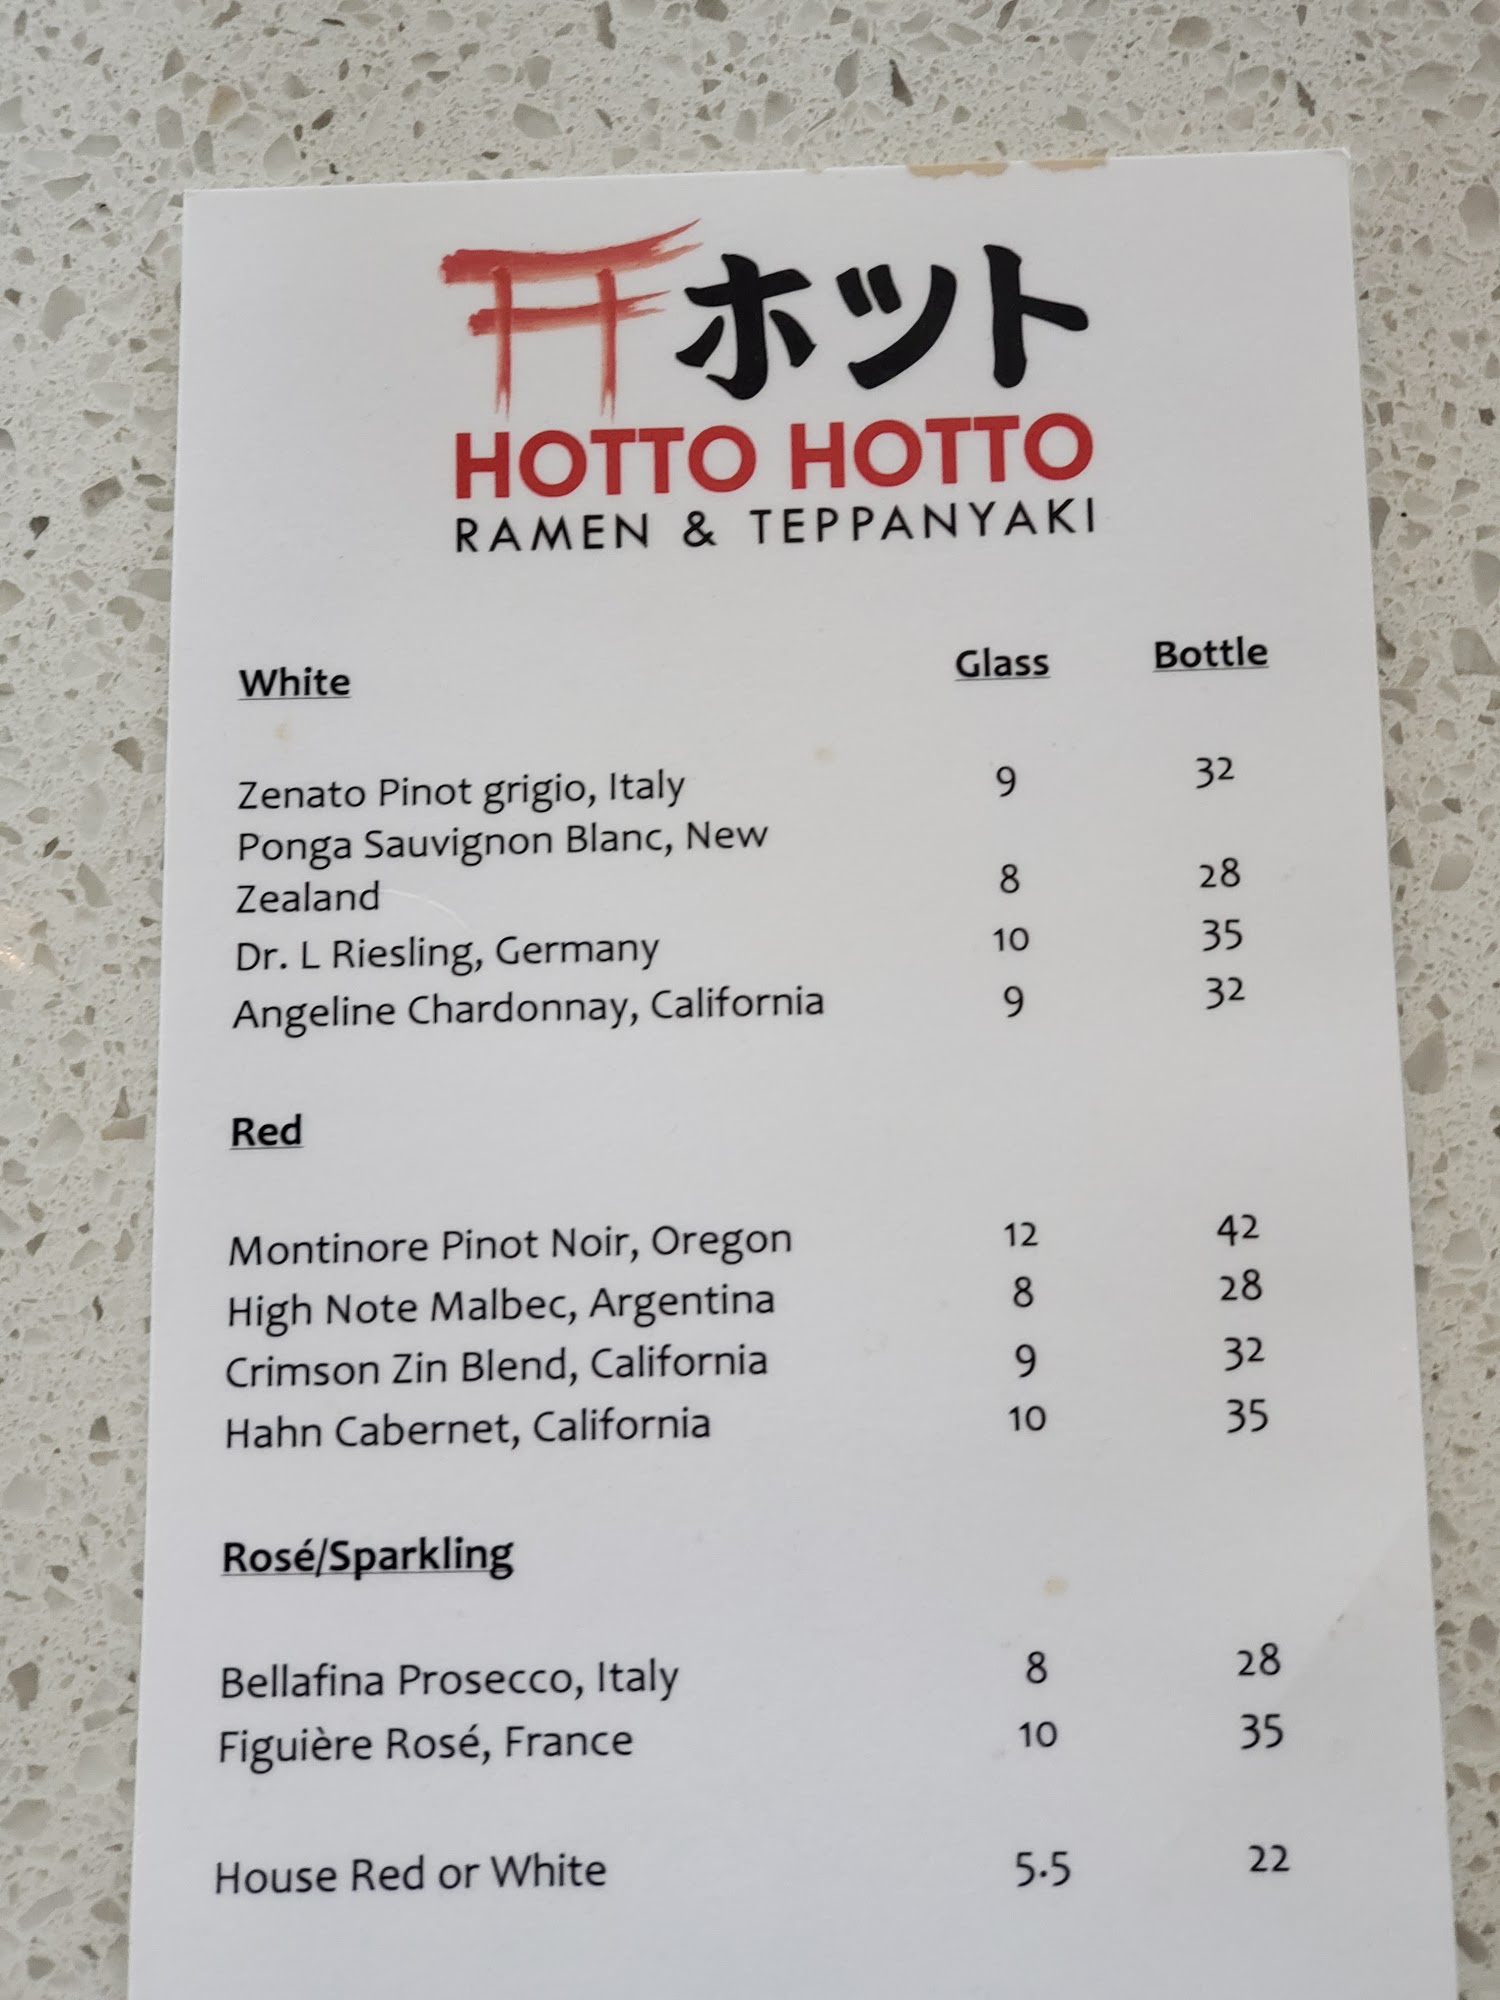 ホット
HOTTO HOTTO
RAMEN & TEPPANYAKI
White Glass Bottle
Zenato Pinot grigio, Italy 9 32
Ponga Sauvignon Blanc, New
Zealand 8 28
Dr. L Riesling, Germany 10 35
Angeline Chardonnay, California 9 32
Red
Montinore Pinot Noir, Oregon 12 42
High Note Malbec, Argentina 8 28
Crimson Zin Blend, California 9 32
Hahn Cabernet, California 10 35
Rosé/Sparkling
Bellafina Prosecco, Italy 8 28
Figuière Rosé, France 10 35
House Red or White 5.5 22